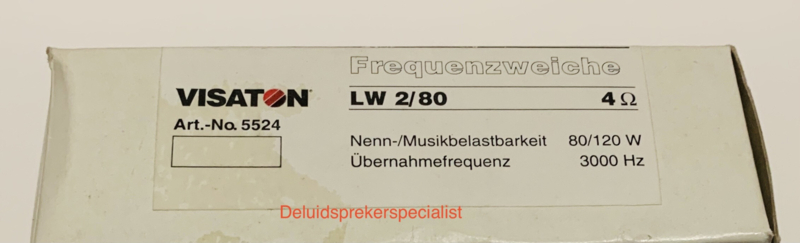 Frequenzweiche
VISATON
LW 2/80 4 Ω
Art.-No. 5524
Nenn-/Musikbelastbarkeit 80/120 W
Übernahmefrequenz 3000 Hz
Deluidsprekerspecialist